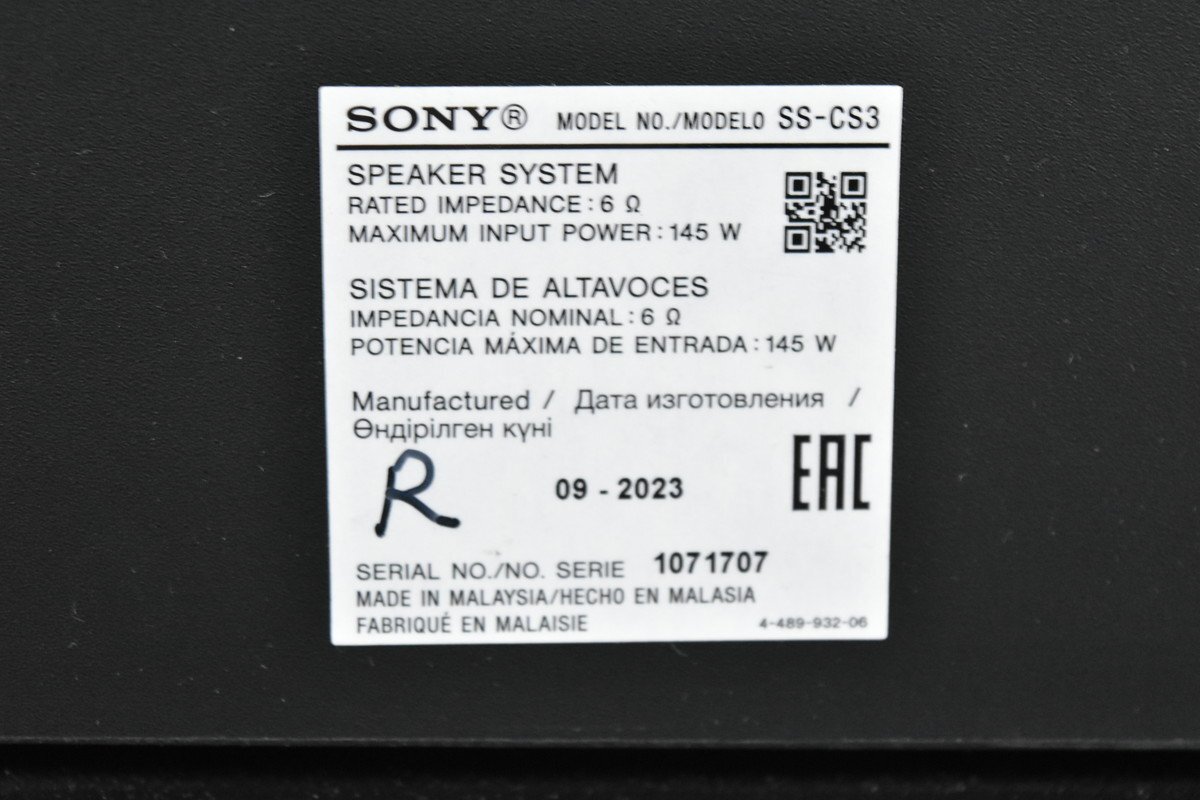 SONY® MODEL NO./MODELO SS-CS3
SPEAKER SYSTEM
RATED IMPEDANCE : 6 Ω
MAXIMUM INPUT POWER : 145 W
SISTEMA DE ALTAVOCES
IMPEDANCIA NOMINAL : 6 Ω
POTENCIA MÁXIMA DE ENTRADA : 145 W
Manufactured / Дата изготовления /
Өндірілген күні
R
09 - 2023
EAC
SERIAL NO./NO. SERIE 1071707
MADE IN MALAYSIA/HECHO EN MALASIA
FABRIQUÉ EN MALAISIE
4-489-932-06